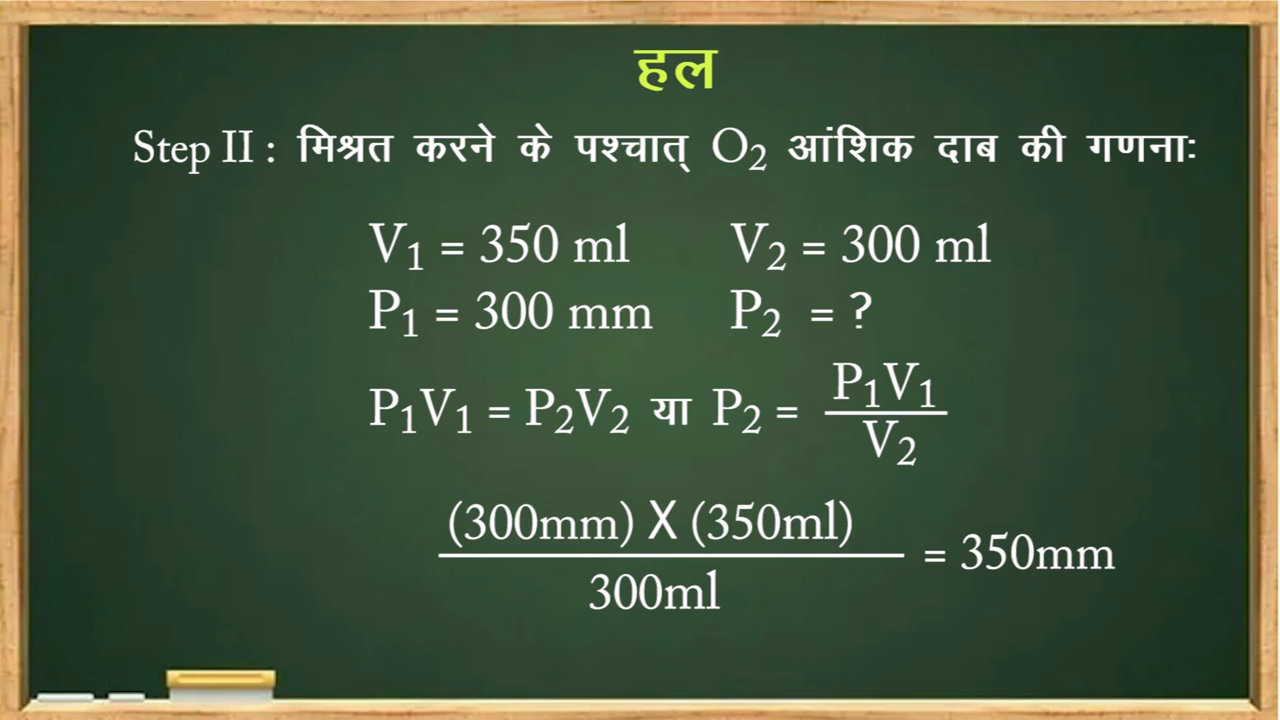 हल
Step II : मिश्रत करने के पश्चात् O₂ आंशिक दाब की गणनाः
V₁ = 350 ml V₂ = 300 ml
P₁ = 300 mm P₂ = ?
P₁V₁ = P₂V₂ या P₂ = P₁V₁ / V₂
(300mm) X (350ml) / 300ml = 350mm